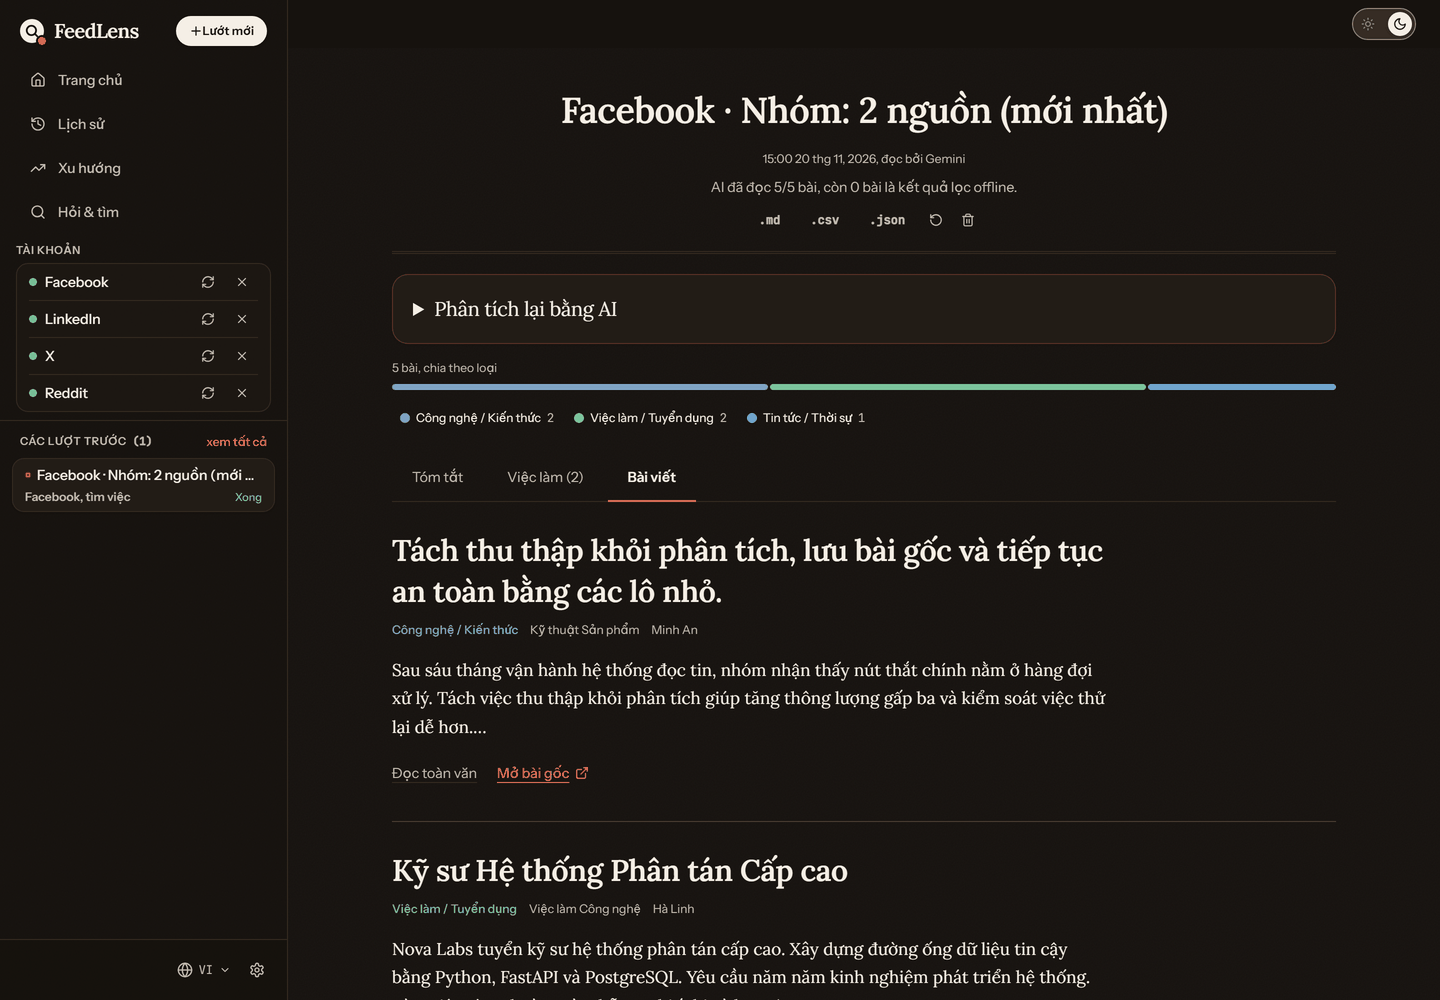 FeedLens
+Lướt mới
Trang chủ
Lịch sử
Xu hướng
Hỏi & tìm
TÀI KHOẢN
Facebook
LinkedIn
X
Reddit
CÁC LƯỢT TRƯỚC (1)
xem tất cả
Facebook · Nhóm: 2 nguồn (mới ...
Facebook, tìm việc
Xong
VI
Facebook · Nhóm: 2 nguồn (mới nhất)
15:00 20 thg 11, 2026, đọc bởi Gemini
AI đã đọc 5/5 bài, còn 0 bài là kết quả lọc offline.
.md .csv .json
Phân tích lại bằng AI
5 bài, chia theo loại
Công nghệ / Kiến thức 2 Việc làm / Tuyển dụng 2 Tin tức / Thời sự 1
Tóm tắt Việc làm (2) Bài viết
Tách thu thập khỏi phân tích, lưu bài gốc và tiếp tục
an toàn bằng các lô nhỏ.
Công nghệ / Kiến thức Kỹ thuật Sản phẩm Minh An
Sau sáu tháng vận hành hệ thống đọc tin, nhóm nhận thấy nút thắt chính nằm ở hàng đợi
xử lý. Tách việc thu thập khỏi phân tích giúp tăng thông lượng gấp ba và kiểm soát việc thử
lại dễ hơn....
Đọc toàn văn Mở bài gốc
Kỹ sư Hệ thống Phân tán Cấp cao
Việc làm / Tuyển dụng Việc làm Công nghệ Hà Linh
Nova Labs tuyển kỹ sư hệ thống phân tán cấp cao. Xây dựng đường ống dữ liệu tin cậy
bằng Python, FastAPI và PostgreSQL. Yêu cầu năm năm kinh nghiệm phát triển hệ thống.